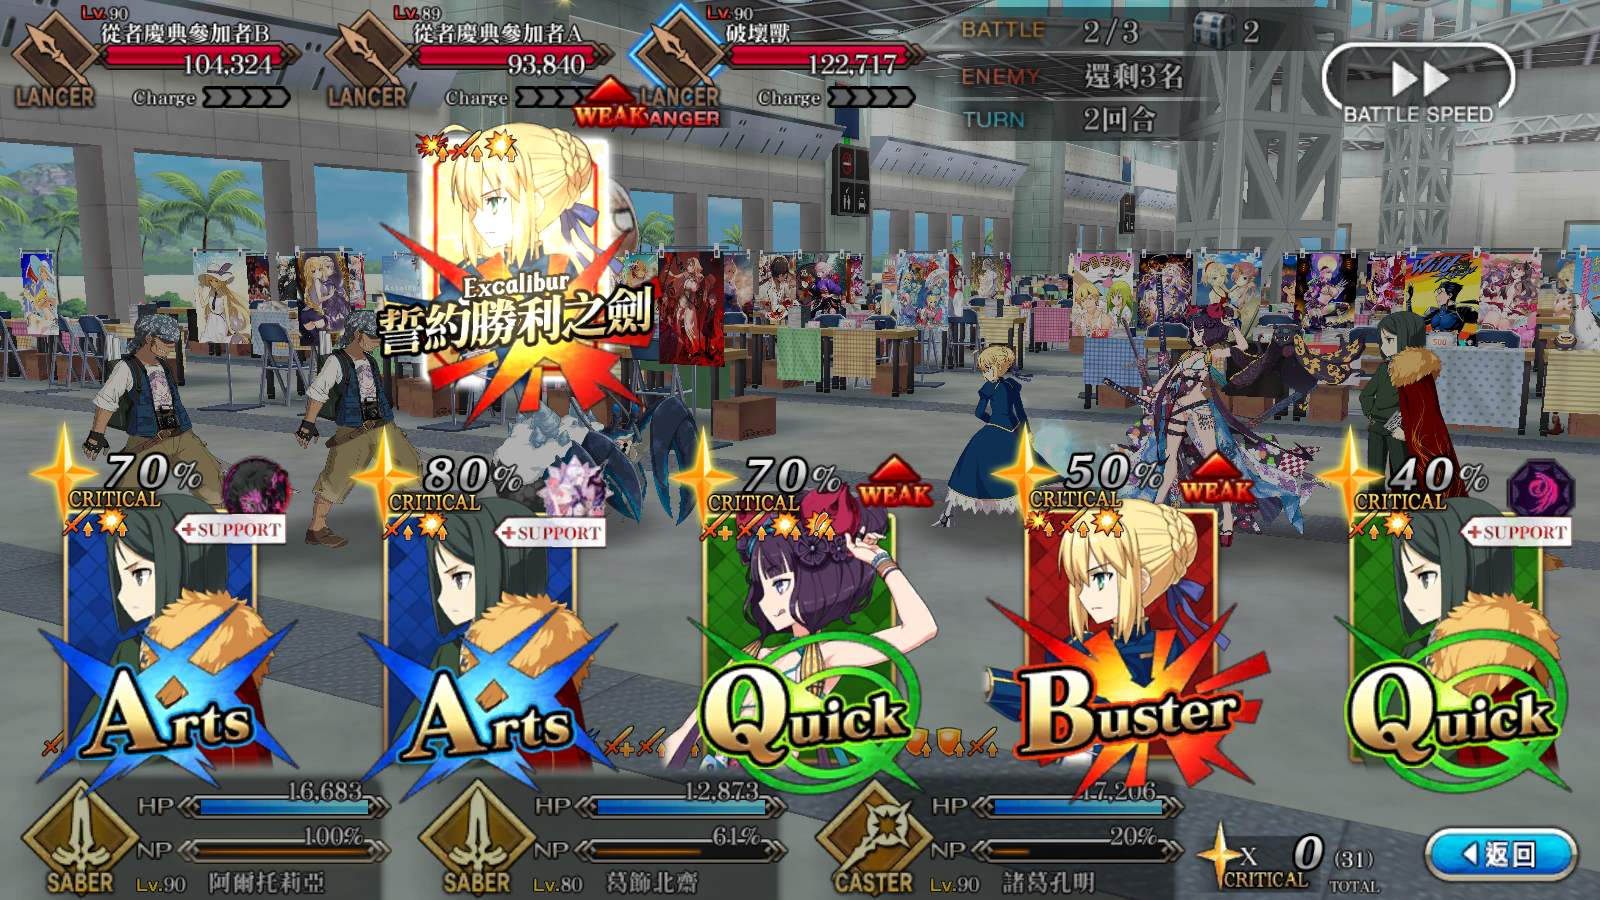 Lv.90
從者慶典參加者B
104,324
LANCER
Charge
Lv.89
從者慶典參加者A
93,840
LANCER
Charge
Lv.90
破壞獸
122,717
LANCER
Charge
WEAK
DANGER
BATTLE 2/3
2
ENEMY 還剩3名
TURN 2回合
BATTLE SPEED
Excalibur
誓約勝利之劍
70%
CRITICAL
SUPPORT
Arts
80%
CRITICAL
SUPPORT
Arts
70%
CRITICAL
WEAK
Quick
50%
CRITICAL
WEAK
Buster
40%
CRITICAL
SUPPORT
Quick
HP 16,683
NP 100%
SABER
Lv.90 阿爾托莉亞
HP 12,873
NP 61%
SABER
Lv.80 葛飾北齋
HP 17,206
NP 20%
CASTER
Lv.90 諸葛孔明
X 0 (31)
CRITICAL TOTAL
返回